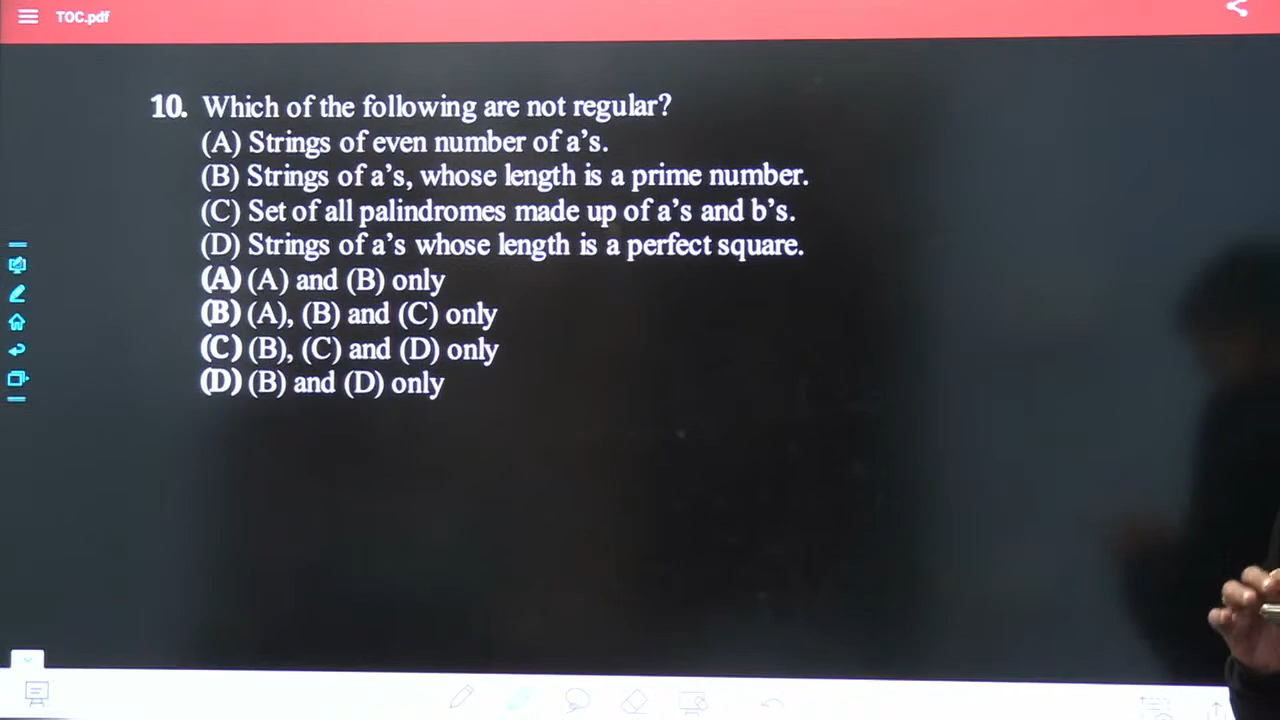 TOC.pdf
10. Which of the following are not regular?
(A) Strings of even number of a’s.
(B) Strings of a’s, whose length is a prime number.
(C) Set of all palindromes made up of a’s and b’s.
(D) Strings of a’s whose length is a perfect square.
(A) (A) and (B) only
(B) (A), (B) and (C) only
(C) (B), (C) and (D) only
(D) (B) and (D) only